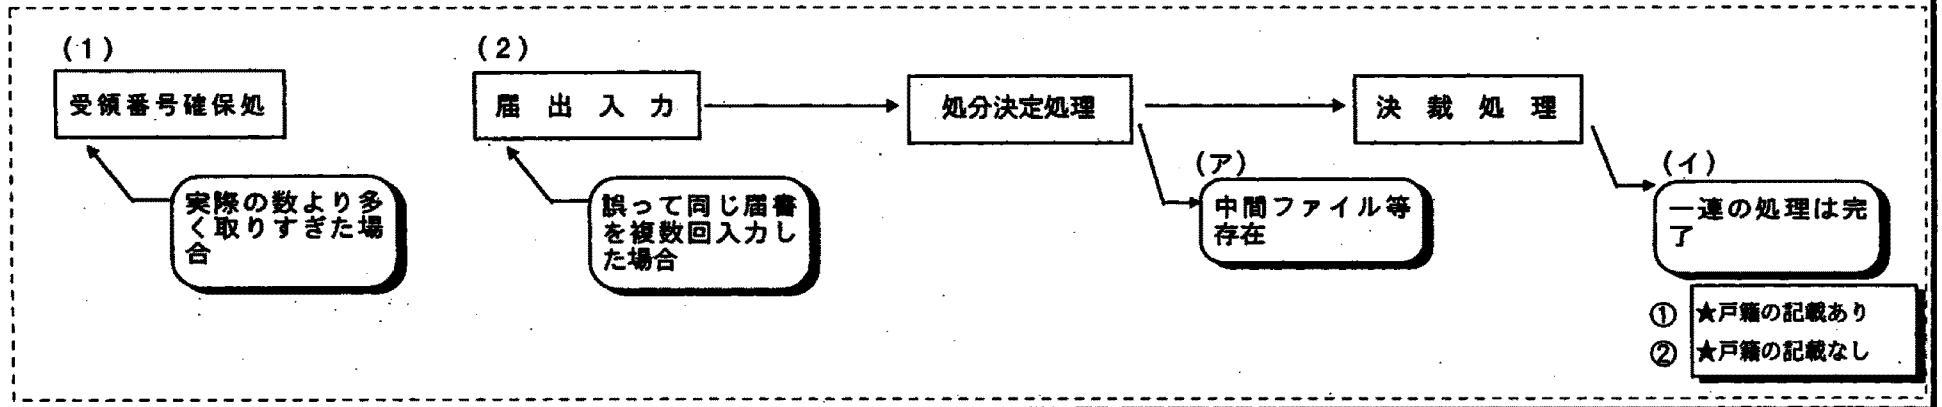 (1)
受領番号確保処
実際の数より多
く取りすぎた場
合
(2)
届出入力
誤って同じ届書
を複数回入力し
た場合
処分決定処理
(ア)
中間ファイル等
存在
決裁処理
(イ)
一連の処理は完
了
① ★戸籍の記載あり
② ★戸籍の記載なし